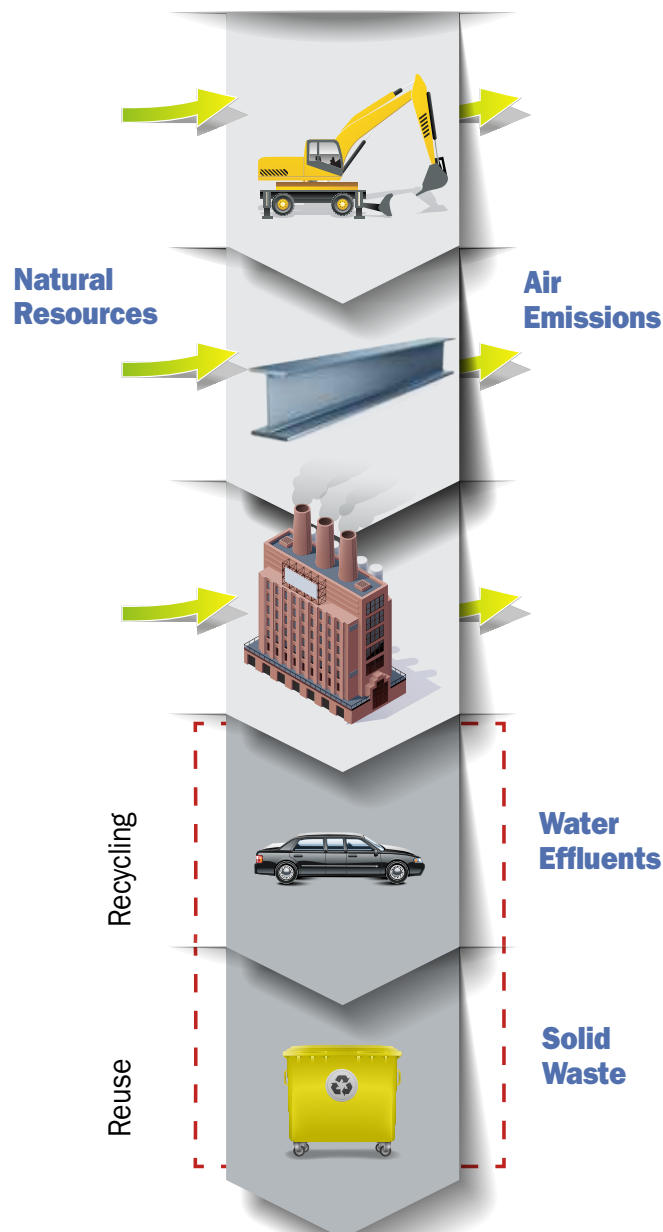 Natural
Resources
Air
Emissions
Recycling
Water
Effluents
Reuse
Solid
Waste